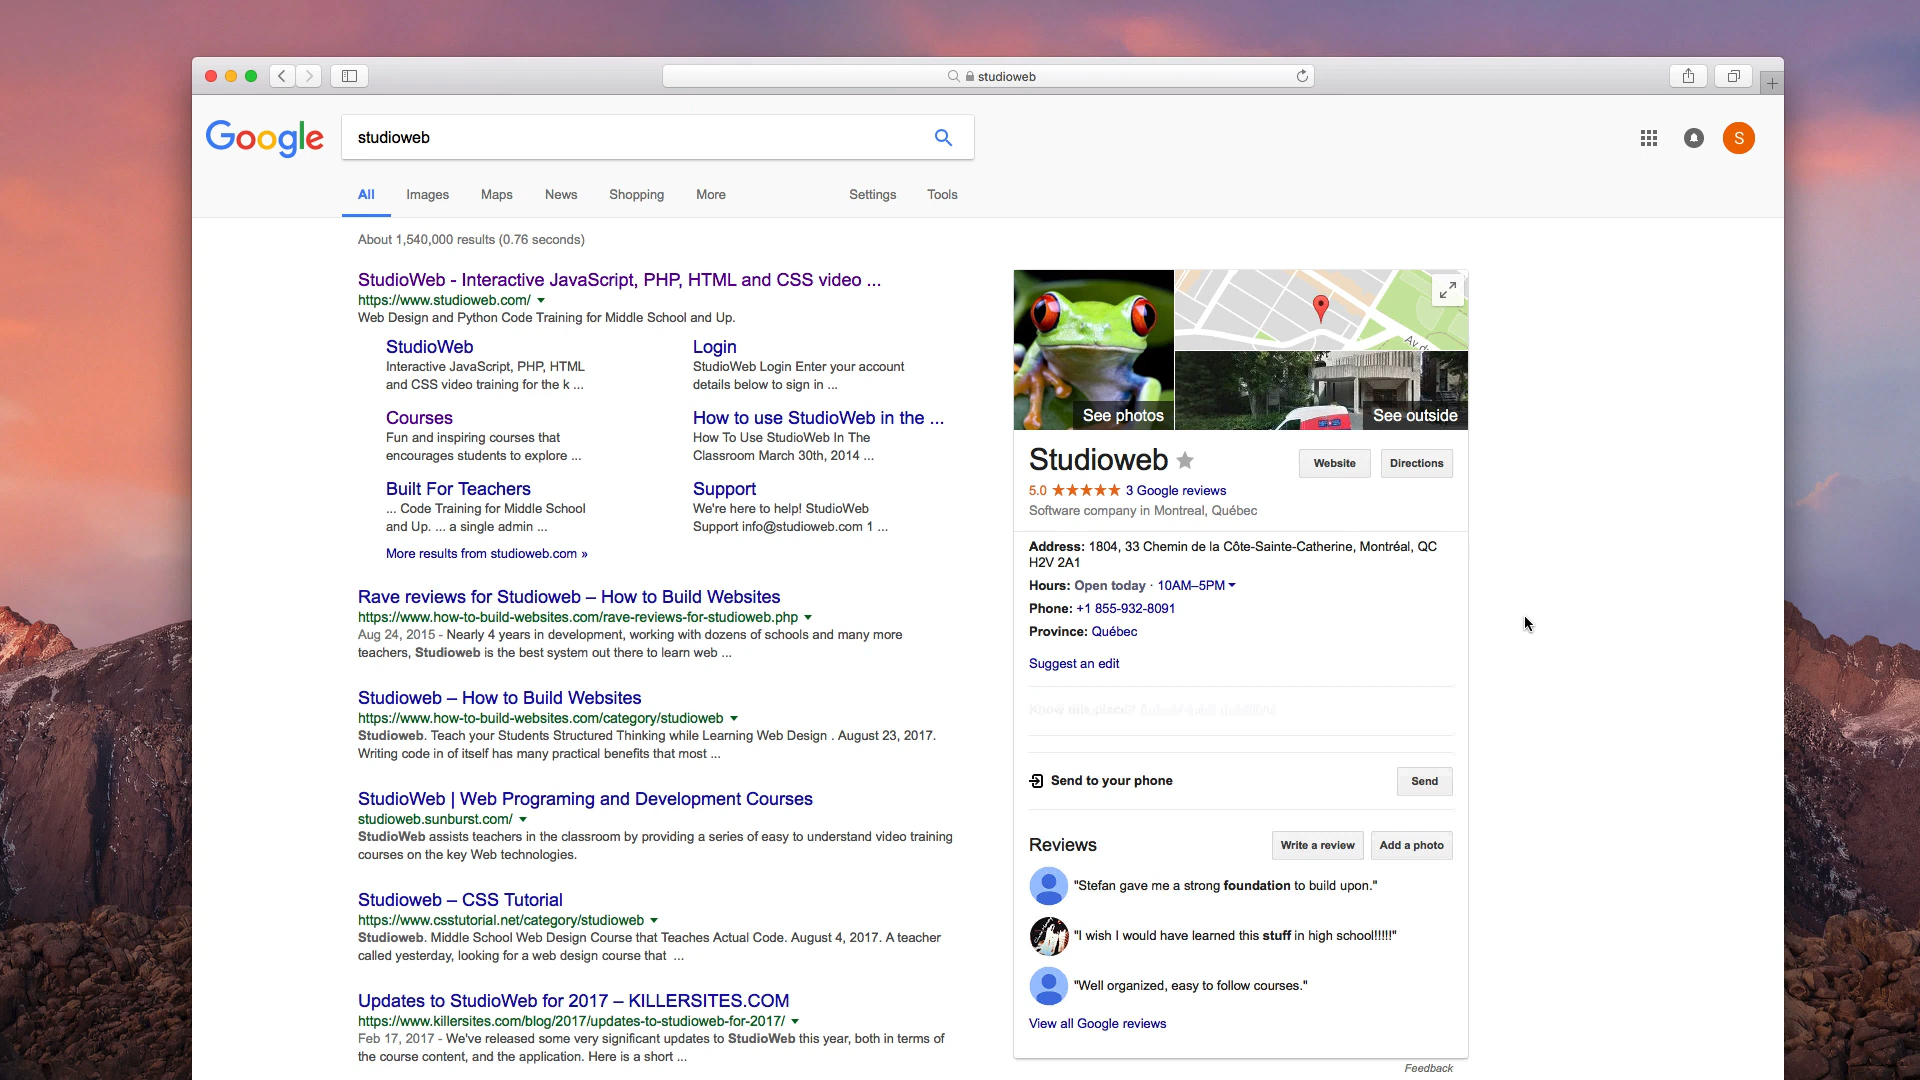 studioweb
Google
studioweb
S
All
Images
Maps
News
Shopping
More
Settings
Tools
About 1,540,000 results (0.76 seconds)
StudioWeb - Interactive JavaScript, PHP, HTML and CSS video ...
https://www.studioweb.com/
Web Design and Python Code Training for Middle School and Up.
StudioWeb
Interactive JavaScript, PHP, HTML
and CSS video training for the k ...
Login
StudioWeb Login Enter your account
details below to sign in ...
Courses
Fun and inspiring courses that
encourages students to explore ...
How to use StudioWeb in the ...
How To Use StudioWeb In The
Classroom March 30th, 2014 ...
Built For Teachers
... Code Training for Middle School
and Up. ... a single admin ...
Support
We're here to help! StudioWeb
Support info@studioweb.com 1 ...
More results from studioweb.com »
Rave reviews for Studioweb – How to Build Websites
https://www.how-to-build-websites.com/rave-reviews-for-studioweb.php
Aug 24, 2015 - Nearly 4 years in development, working with dozens of schools and many more
teachers, Studioweb is the best system out there to learn web ...
Studioweb – How to Build Websites
https://www.how-to-build-websites.com/category/studioweb
Studioweb. Teach your Students Structured Thinking while Learning Web Design . August 23, 2017.
Writing code in of itself has many practical benefits that most ...
StudioWeb | Web Programing and Development Courses
studioweb.sunburst.com/
StudioWeb assists teachers in the classroom by providing a series of easy to understand video training
courses on the key Web technologies.
Studioweb – CSS Tutorial
https://www.csstutorial.net/category/studioweb
Studioweb. Middle School Web Design Course that Teaches Actual Code. August 4, 2017. A teacher
called yesterday, looking for a web design course that ...
Updates to StudioWeb for 2017 – KILLERSITES.COM
https://www.killersites.com/blog/2017/updates-to-studioweb-for-2017/
Feb 17, 2017 - We've released some very significant updates to StudioWeb this year, both in terms of
the course content, and the application. Here is a short ...
See photos
See outside
Studioweb
Website
Directions
5.0 ★★★★★ 3 Google reviews
Software company in Montreal, Québec
Address: 1804, 33 Chemin de la Côte-Sainte-Catherine, Montréal, QC
H2V 2A1
Hours: Open today · 10AM–5PM
Phone: +1 855-932-8091
Province: Québec
Suggest an edit
Know this place?
Send to your phone
Send
Reviews
Write a review
Add a photo
"Stefan gave me a strong foundation to build upon."
"I wish I would have learned this stuff in high school!!!!!"
"Well organized, easy to follow courses."
View all Google reviews
Feedback